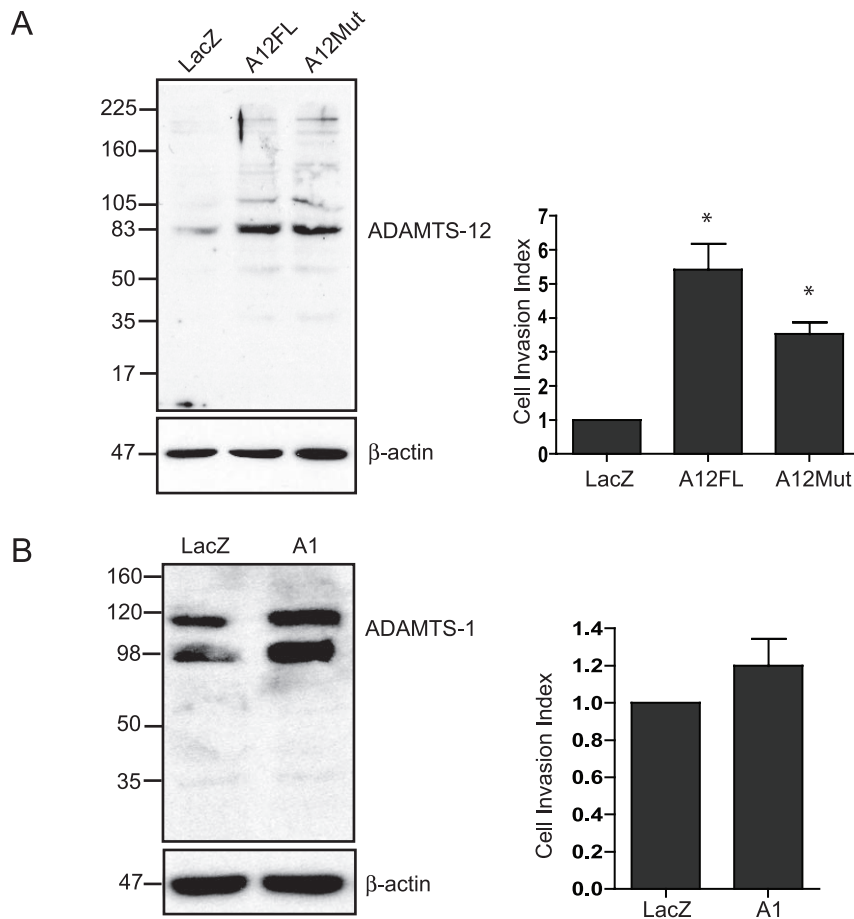 A
LacZ
A12FL
A12Mut
225
160
105
83
50
35
17
ADAMTS-12
47
β-actin
Cell Invasion Index
7
6
5
4
3
2
1
0
*
*
LacZ
A12FL
A12Mut
B
LacZ
A1
160
120
98
50
35
ADAMTS-1
47
β-actin
Cell Invasion Index
1.4
1.2
1.0
0.8
0.6
0.4
0.2
0.0
LacZ
A1